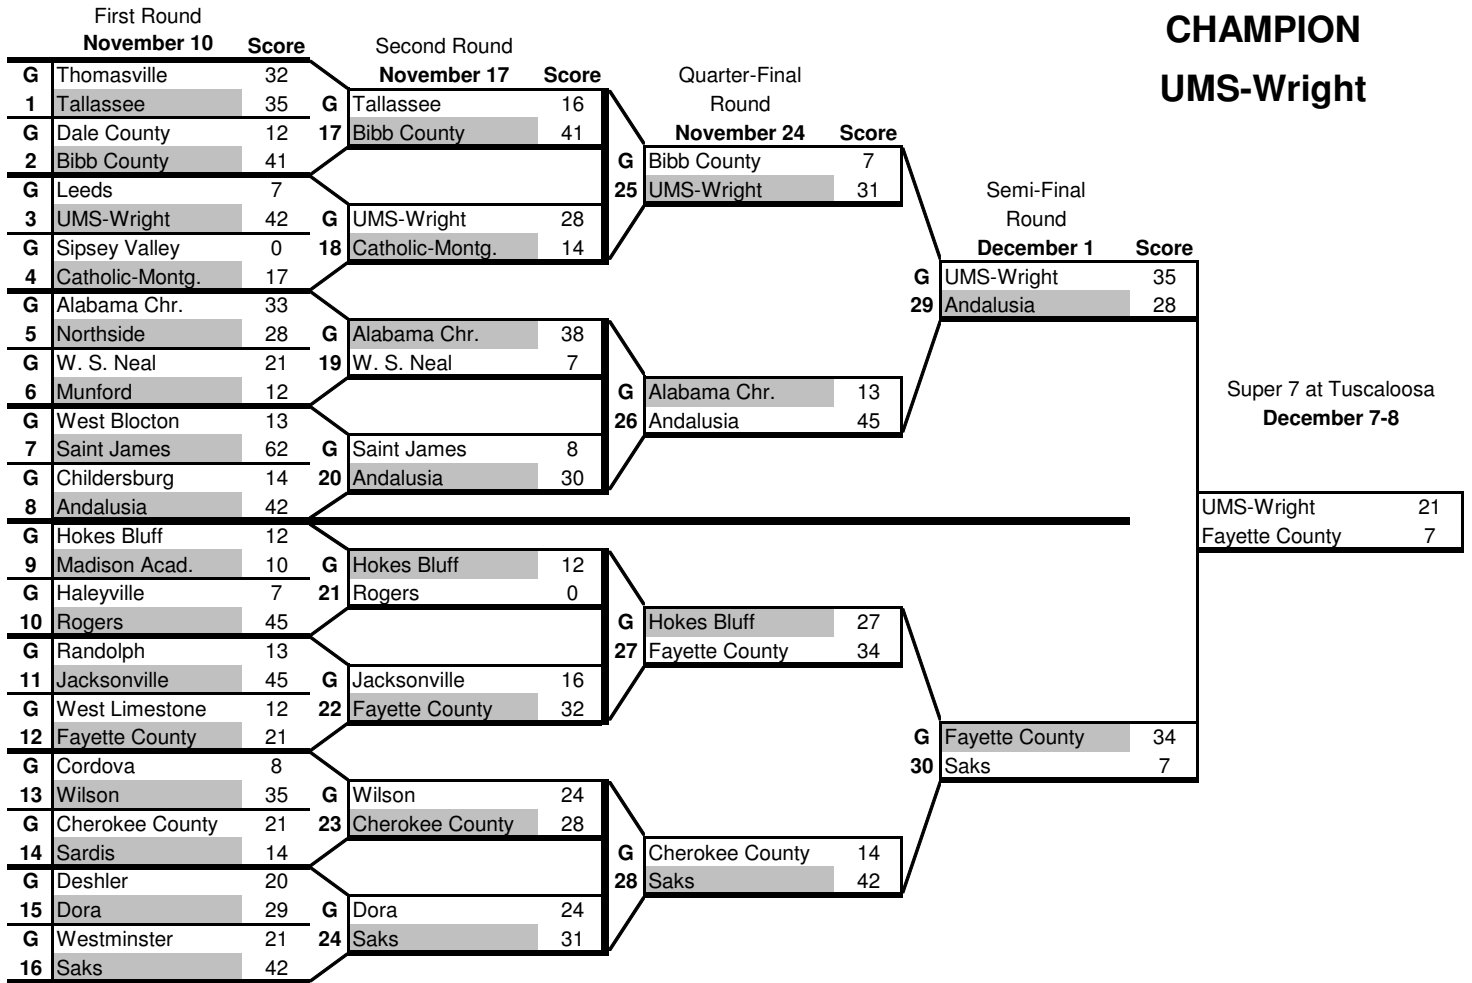 First Round
November 10 Score
G Thomasville 32
1 Tallassee 35
G Dale County 12
2 Bibb County 41
G Leeds 7
3 UMS-Wright 42
G Sipsey Valley 0
4 Catholic-Montg. 17
G Alabama Chr. 33
5 Northside 28
G W. S. Neal 21
6 Munford 12
G West Blocton 13
7 Saint James 62
G Childersburg 14
8 Andalusia 42
G Hokes Bluff 12
9 Madison Acad. 10
G Haleyville 7
10 Rogers 45
G Randolph 13
11 Jacksonville 45
G West Limestone 12
12 Fayette County 21
G Cordova 8
13 Wilson 35
G Cherokee County 21
14 Sardis 14
G Deshler 20
15 Dora 29
G Westminster 21
16 Saks 42
Second Round
November 17 Score
G Tallassee 16
17 Bibb County 41
G UMS-Wright 28
18 Catholic-Montg. 14
G Alabama Chr. 38
19 W. S. Neal 7
G Saint James 8
20 Andalusia 30
G Hokes Bluff 12
21 Rogers 0
G Jacksonville 16
22 Fayette County 32
G Wilson 24
23 Cherokee County 28
G Dora 24
24 Saks 31
Quarter-Final
Round
November 24 Score
G Bibb County 7
25 UMS-Wright 31
G Alabama Chr. 13
26 Andalusia 45
G Hokes Bluff 27
27 Fayette County 34
G Cherokee County 14
28 Saks 42
Semi-Final
Round
December 1 Score
G UMS-Wright 35
29 Andalusia 28
G Fayette County 34
30 Saks 7
CHAMPION
UMS-Wright
Super 7 at Tuscaloosa
December 7-8
UMS-Wright 21
Fayette County 7